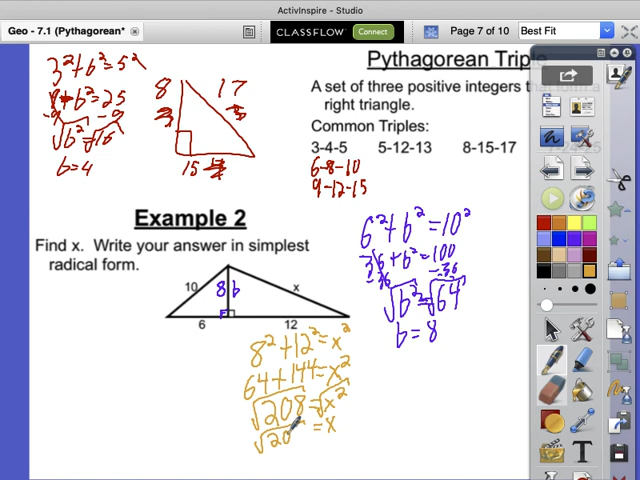 ActivInspire - Studio
Geo - 7.1 (Pythagorean*
CLASSFLOW
Connect
Page 7 of 10
Best Fit
3² + b² = 5²
9 + b² = 25
-9 -9
√b² = √16
b = 4
8 17
15
Pythagorean Triple
A set of three positive integers that form a
right triangle.
Common Triples:
3-4-5 5-12-13 8-15-17
6-8-10
9-12-15
Example 2
Find x. Write your answer in simplest
radical form.
10 8 b x
6 12
6² + b² = 10²
36 + b² = 100
-36 -36
√b² = √64
b = 8
8² + 12² = x²
64 + 144 = x²
√208 = √x²
√20 = x
T